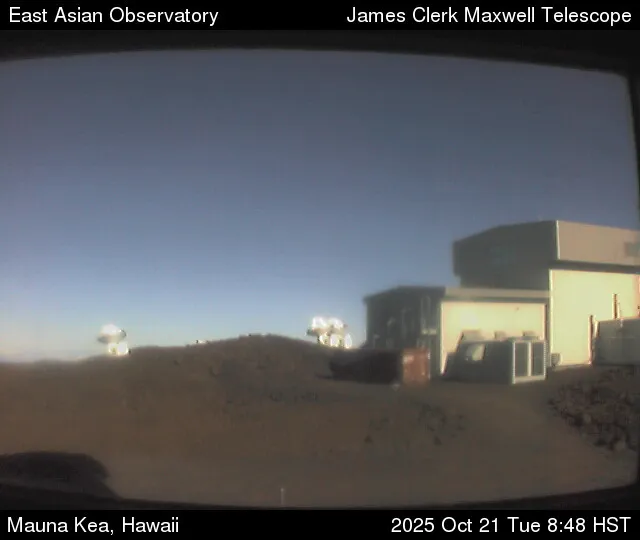 East Asian Observatory
James Clerk Maxwell Telescope
Mauna Kea, Hawaii
2025 Oct 21 Tue 8:48 HST